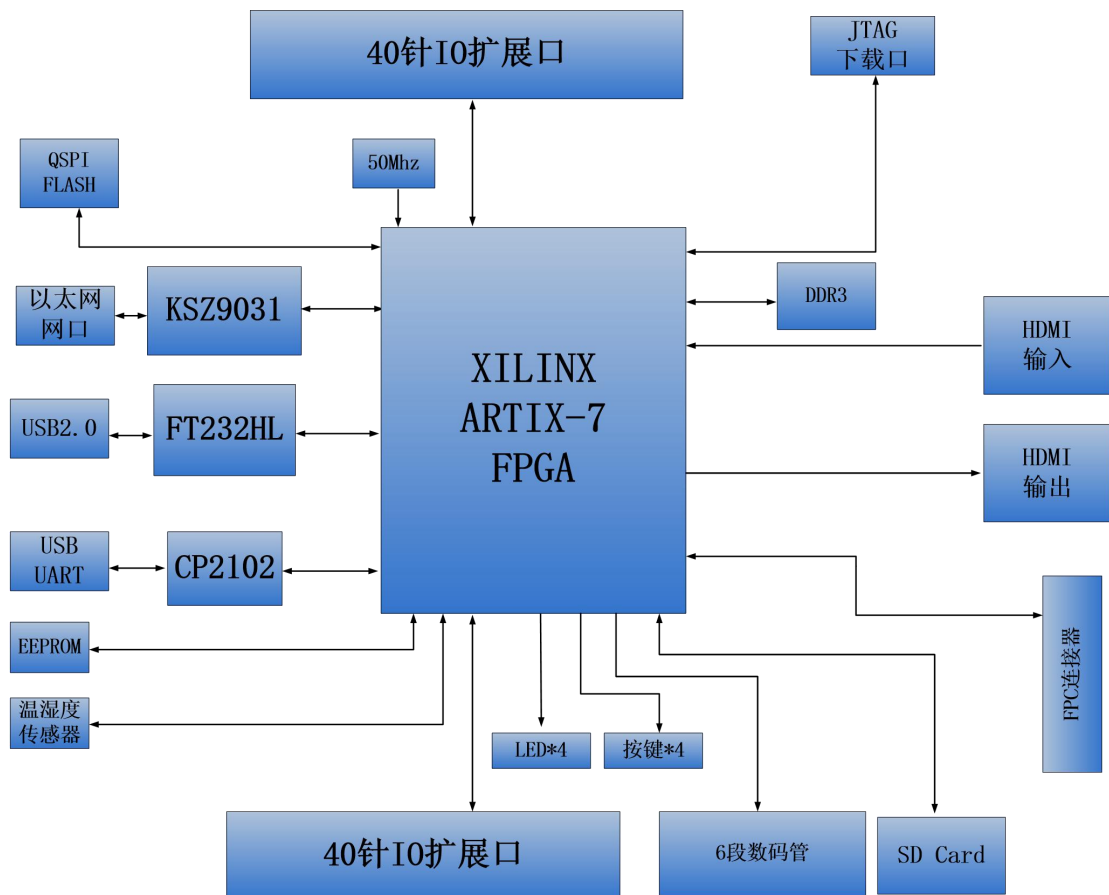 40针IO扩展口
JTAG
下载口
QSPI
FLASH
50Mhz
以太网
网口
KSZ9031
DDR3
HDMI
输入
XILINX
ARTIX-7
FPGA
USB2.0
FT232HL
HDMI
输出
USB
UART
CP2102
FPC连接器
EEPROM
温湿度
传感器
LED*4
按键*4
40针IO扩展口
6段数码管
SD Card